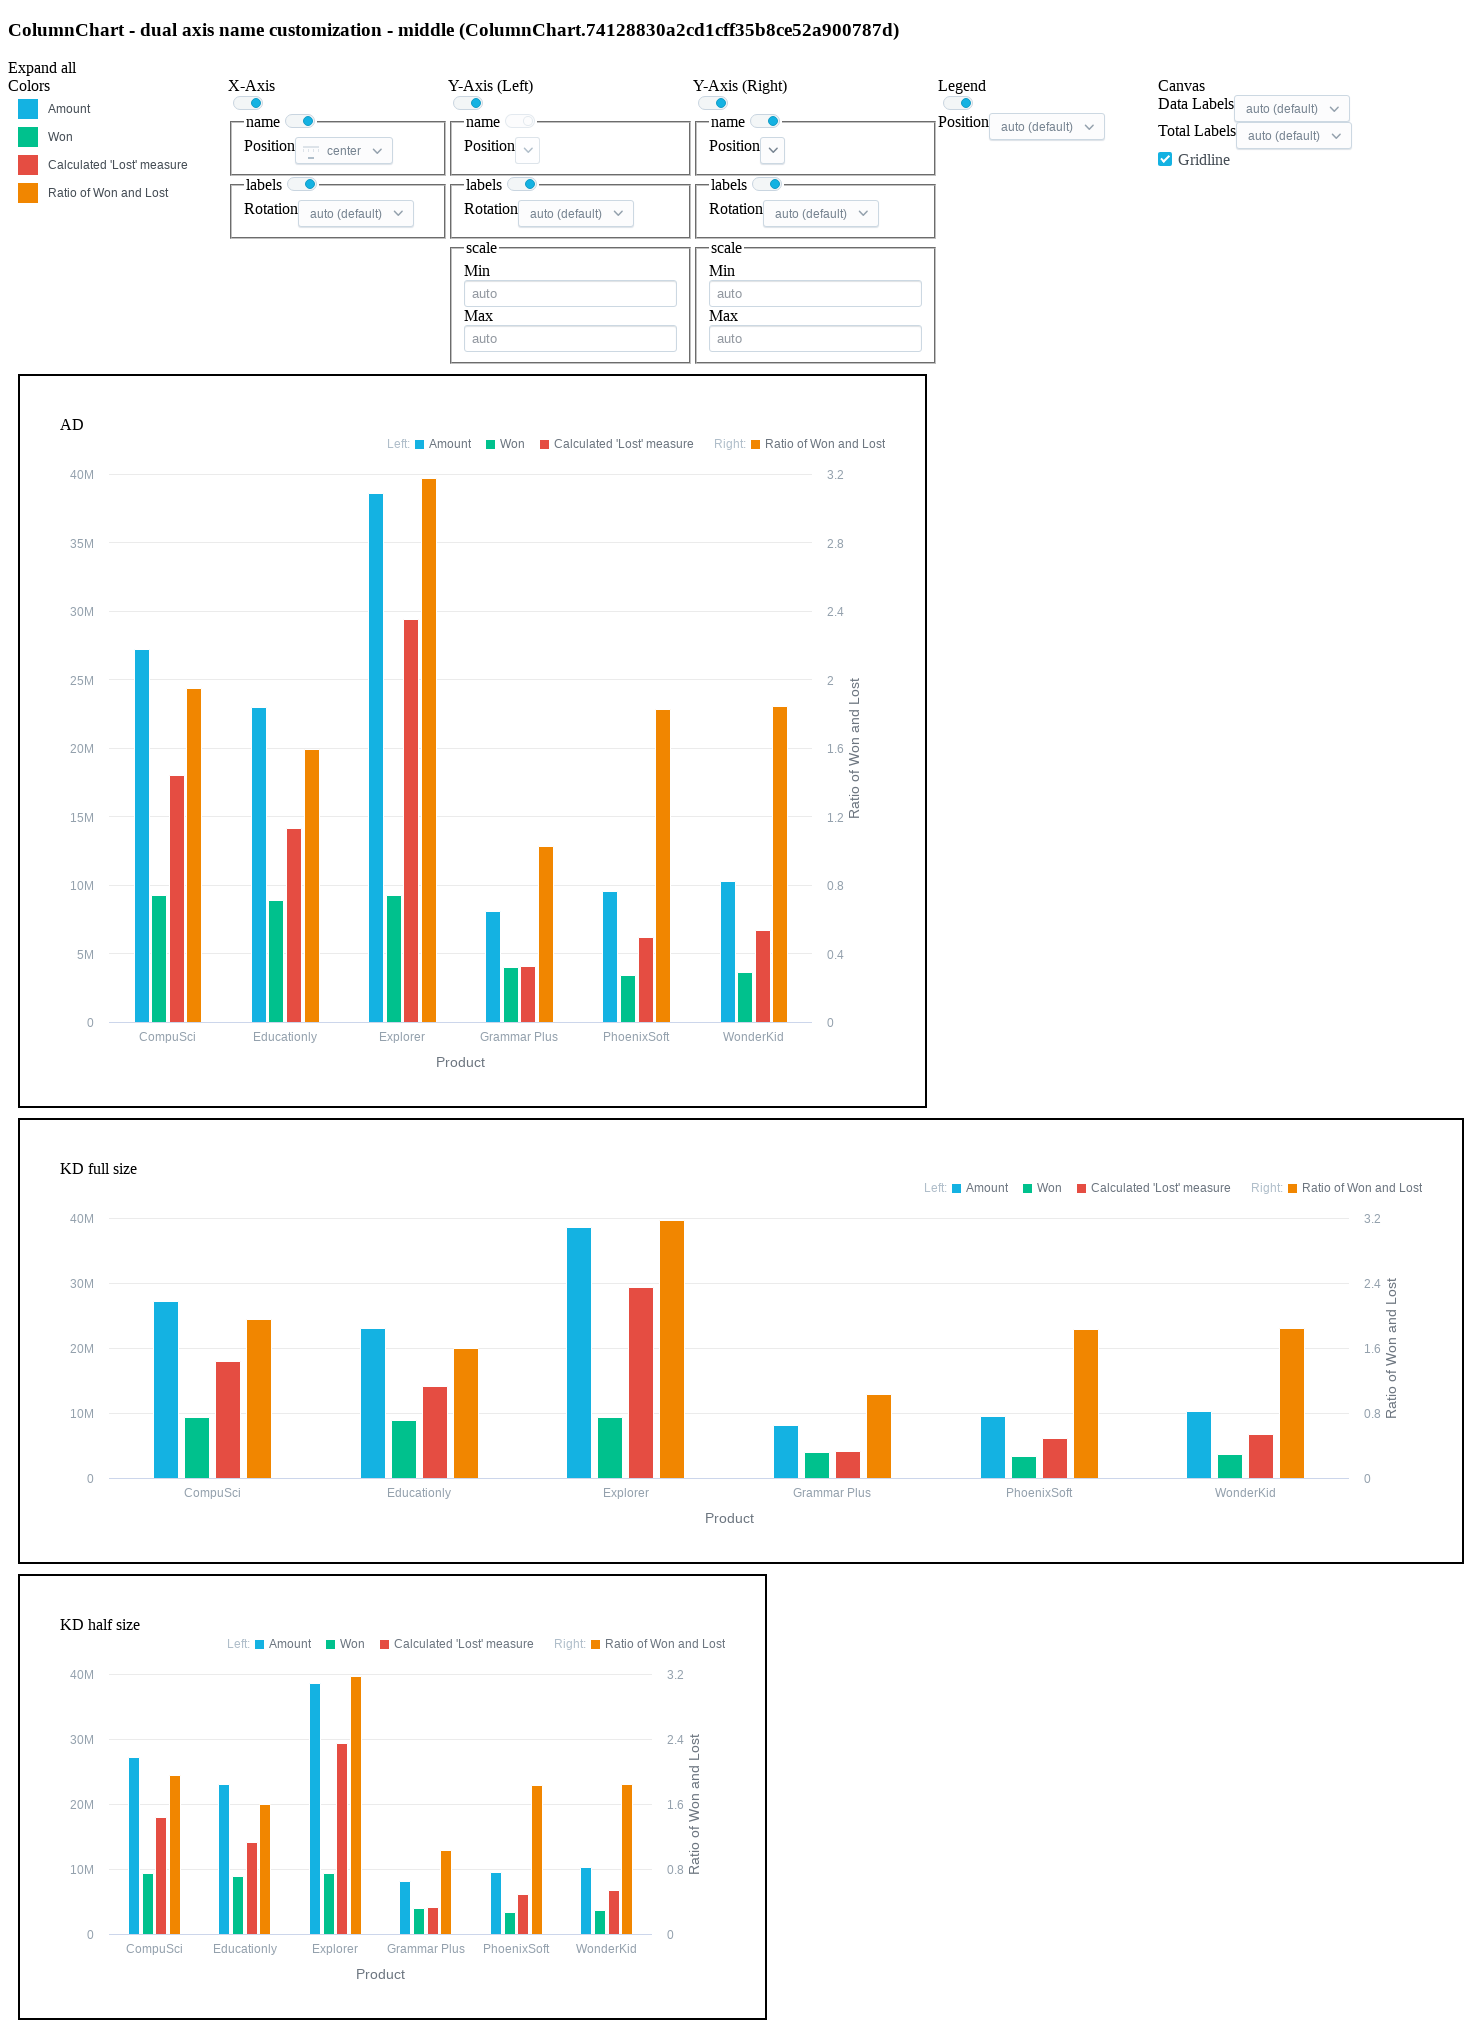 ColumnChart - dual axis name customization - middle (ColumnChart.74128830a2cd1cff35b8ce52a900787d)
Expand all
Colors
Amount
Won
Calculated 'Lost' measure
Ratio of Won and Lost
X-Axis
name
Position center
labels
Rotation auto (default)
Y-Axis (Left)
name
Position
labels
Rotation auto (default)
scale
Min
auto
Max
auto
Y-Axis (Right)
name
Position
labels
Rotation auto (default)
scale
Min
auto
Max
auto
Legend
Position auto (default)
Canvas
Data Labels auto (default)
Total Labels auto (default)
Gridline
AD
Left: Amount Won Calculated 'Lost' measure Right: Ratio of Won and Lost
40M 3.2
35M 2.8
30M 2.4
25M 2
20M 1.6
15M 1.2
10M 0.8
5M 0.4
0 0
Ratio of Won and Lost
CompuSci Educationly Explorer Grammar Plus PhoenixSoft WonderKid
Product
KD full size
Left: Amount Won Calculated 'Lost' measure Right: Ratio of Won and Lost
40M 3.2
30M 2.4
20M 1.6
10M 0.8
0 0
Ratio of Won and Lost
CompuSci Educationly Explorer Grammar Plus PhoenixSoft WonderKid
Product
KD half size
Left: Amount Won Calculated 'Lost' measure Right: Ratio of Won and Lost
40M 3.2
30M 2.4
20M 1.6
10M 0.8
0 0
Ratio of Won and Lost
CompuSci Educationly Explorer Grammar Plus PhoenixSoft WonderKid
Product